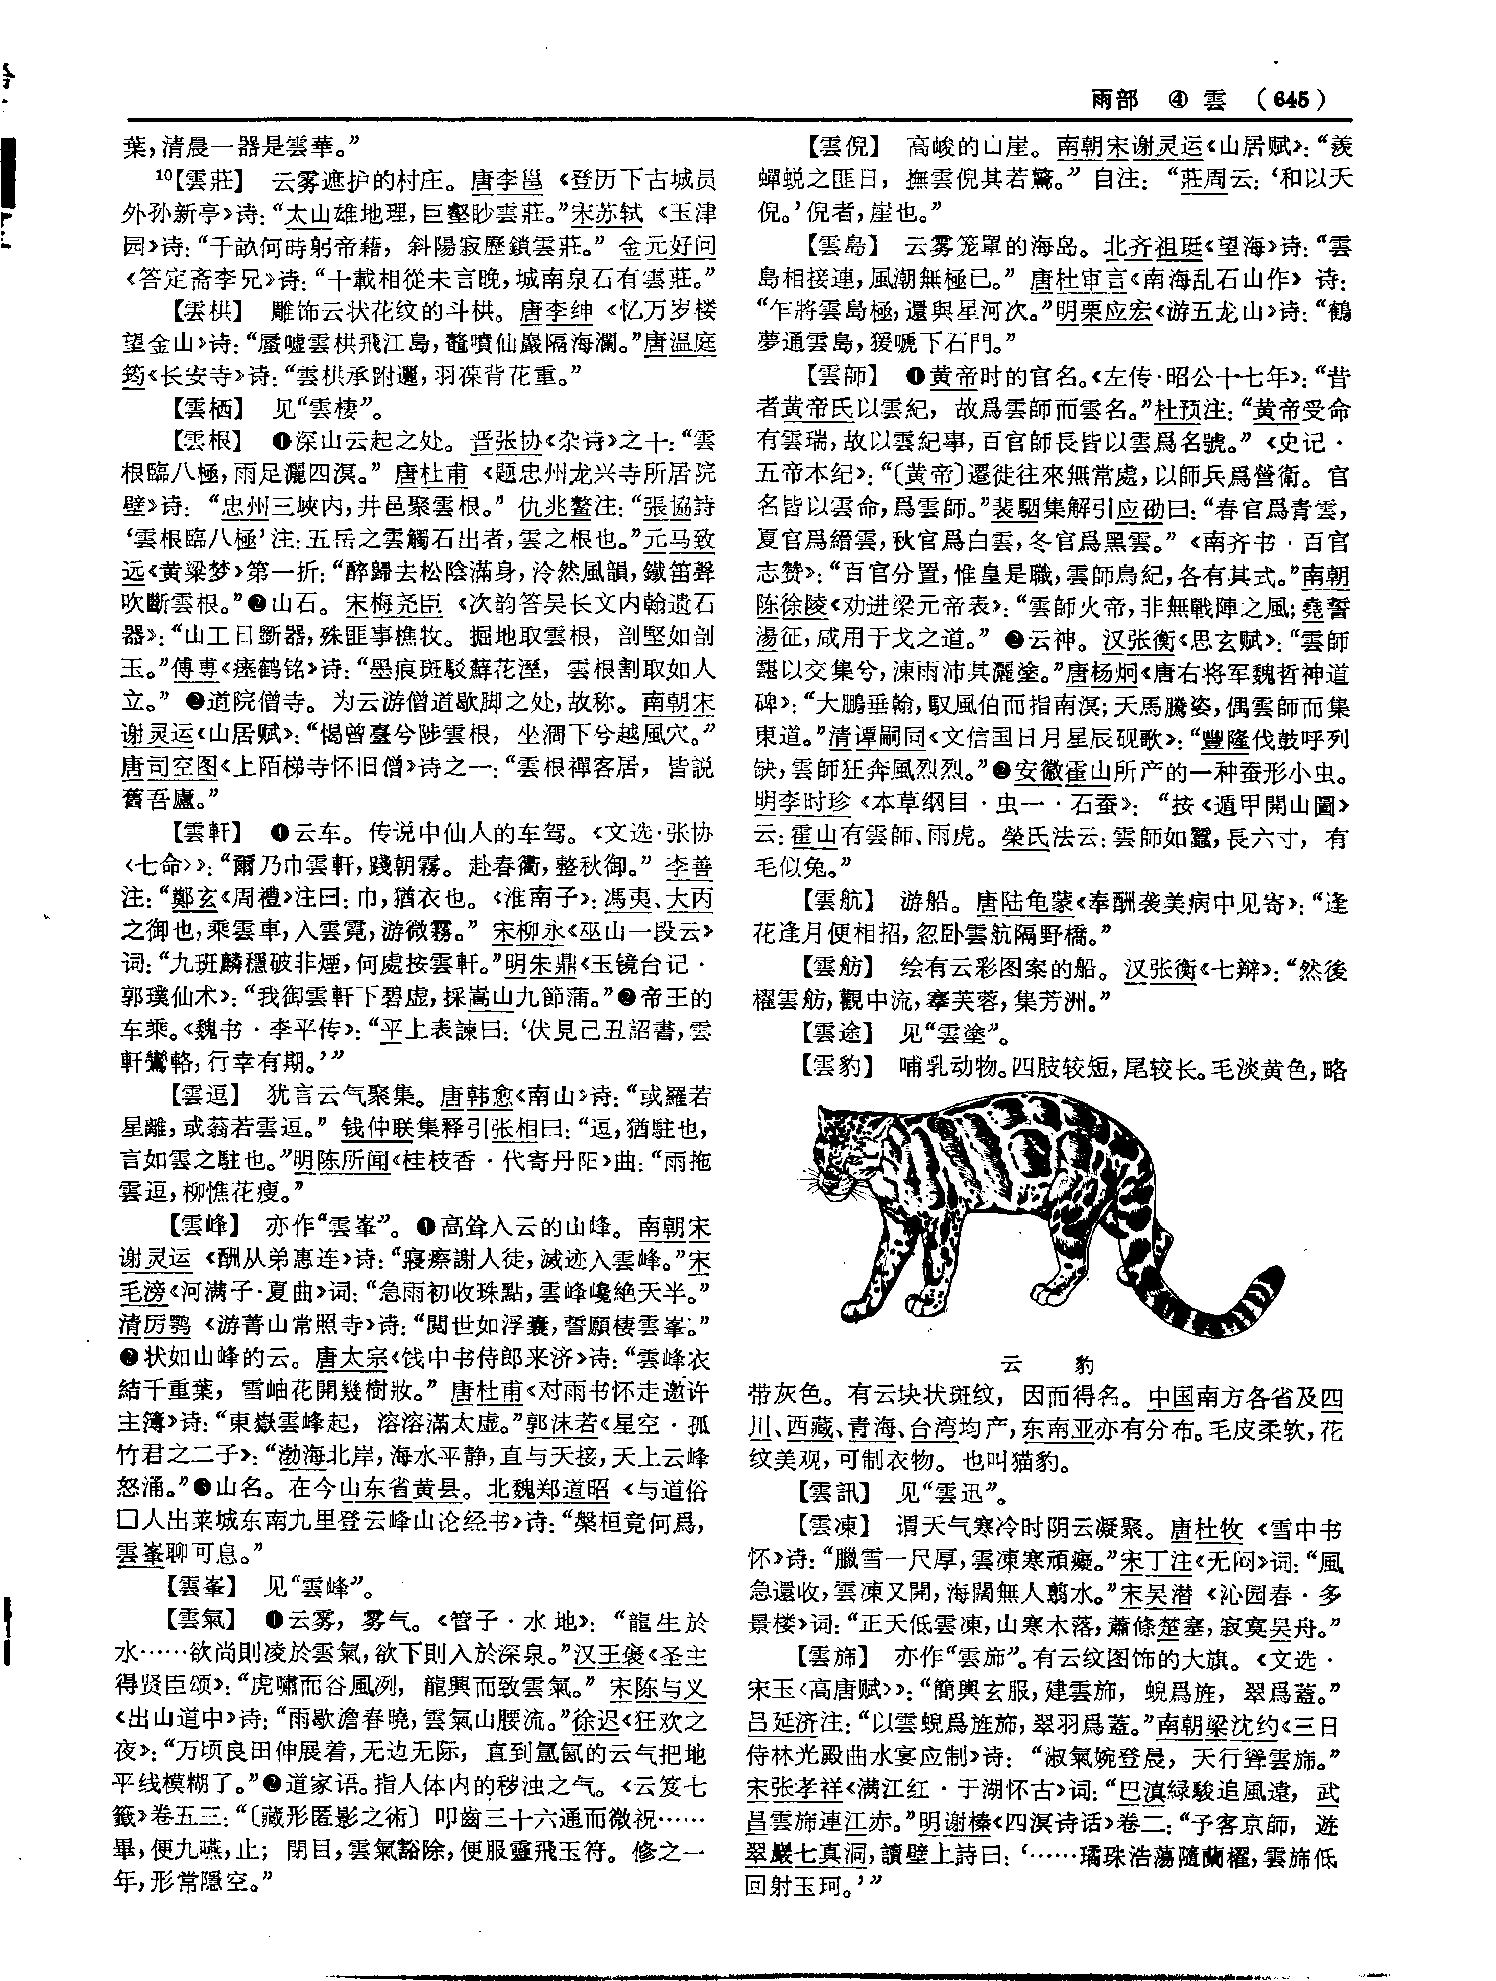 雨部 ④ 雲 (645)
葉，清晨一器是雲華。”
¹⁰【雲莊】 云雾遮护的村庄。唐李邕《登历下古城员
外孙新亭》诗：“太山雄地理，巨壑眇雲莊。”宋苏轼《玉津
园》诗：“千畝何時躬帝藉，斜陽寂歷鎖雲莊。”金元好问
《答定斋李兄》诗：“十載相從未言晚，城南泉石有雲莊。”
【雲栱】 雕饰云状花纹的斗栱。唐李绅《忆万岁楼
望金山》诗：“蜃嘘雲栱飛江島，鼇噴仙巖隔海瀾。”唐温庭
筠《长安寺》诗：“雲栱承跗邐，羽葆背花重。”
【雲栖】 见“雲棲”。
【雲根】 ❶深山云起之处。晋张协《杂诗》之十：“雲
根臨八極，雨足灑四溟。”唐杜甫《题忠州龙兴寺所居院
壁》诗：“忠州三峽内，井邑聚雲根。”仇兆鳌注：“張協詩
‘雲根臨八極’注：五岳之雲觸石出者，雲之根也。”元马致
远《黄粱梦》第一折：“醉歸去松陰滿身，泠然風韻，鐵笛聲
吹斷雲根。”❷山石。宋梅尧臣《次韵答吴长文内翰遗石
器》：“山工日斲器，殊匪事樵牧。掘地取雲根，剖堅如剖
玉。”傅尃《瘗鹤铭》诗：“墨痕斑駁蘚花溼，雲根割取如人
立。”❸道院僧寺。为云游僧道歇脚之处，故称。南朝宋
谢灵运《山居赋》：“愒曾臺兮陟雲根，坐澗下兮越風穴。”
唐司空图《上陌梯寺怀旧僧》诗之一：“雲根禪客居，皆説
舊吾廬。”
【雲軒】 ❶云车。传说中仙人的车驾。《文选·张协
〈七命〉》：“爾乃巾雲軒，踐朝霧。赴春衢，整秋御。”李善
注：“鄭玄《周禮》注曰：巾，猶衣也。《淮南子》：馮夷、大丙
之御也，乘雲車，入雲霓，游微霧。”宋柳永《巫山一段云》
词：“九班麟穩破非煙，何處按雲軒。”明朱鼎《玉镜台记·
郭璞仙术》：“我御雲軒下碧虚，採嵩山九節蒲。”❷帝王的
车乘。《魏书·李平传》：“平上表諫曰：‘伏見己丑詔書，雲
軒鸞輅，行幸有期。’”
【雲逗】 犹言云气聚集。唐韩愈《南山》诗：“或羅若
星離，或蓊若雲逗。”钱仲联集释引张相曰：“逗，猶駐也，
言如雲之駐也。”明陈所闻《桂枝香·代寄丹阳》曲：“雨拖
雲逗，柳憔花瘦。”
【雲峰】 亦作“雲峯”。❶高耸入云的山峰。南朝宋
谢灵运《酬从弟惠连》诗：“寢瘵謝人徒，滅迹入雲峰。”宋
毛滂《河满子·夏曲》词：“急雨初收珠點，雲峰巉絶天半。”
清厉鹗《游菁山常照寺》诗：“閲世如浮囊，誓願棲雲峯。”
❷状如山峰的云。唐太宗《饯中书侍郎来济》诗：“雲峰衣
結千重葉，雪岫花開幾樹妝。”唐杜甫《对雨书怀走邀许
主簿》诗：“東嶽雲峰起，溶溶滿太虚。”郭沫若《星空·孤
竹君之二子》：“渤海北岸，海水平静，直与天接，天上云峰
怒涌。”❸山名。在今山东省黄县。北魏郑道昭《与道俗
□人出莱城东南九里登云峰山论经书》诗：“槃桓竟何爲，
雲峯聊可息。”
【雲峯】 见“雲峰”。
【雲氣】 ❶云雾，雾气。《管子·水地》：“龍生於
水……欲尚則凌於雲氣，欲下則入於深泉。”汉王褒《圣主
得贤臣颂》：“虎嘯而谷風洌，龍興而致雲氣。”宋陈与义
《出山道中》诗：“雨歇澹春曉，雲氣山腰流。”徐迟《狂欢之
夜》：“万顷良田伸展着，无边无际，直到氤氲的云气把地
平线模糊了。”❷道家语。指人体内的秽浊之气。《云笈七
籤》卷五三：“〔藏形匿影之術〕叩齒三十六通而微祝……
畢，便九嚥，止；閉目，雲氣豁除，便服靈飛玉符。修之一
年，形常隱空。”
【雲倪】 高峻的山崖。南朝宋谢灵运《山居赋》：“羨
蟬蜕之匪日，撫雲倪其若驚。”自注：“莊周云：‘和以天
倪。’倪者，崖也。”
【雲島】 云雾笼罩的海岛。北齐祖珽《望海》诗：“雲
島相接連，風潮無極已。”唐杜审言《南海乱石山作》诗：
“乍將雲島極，還與星河次。”明栗应宏《游五龙山》诗：“鶴
夢通雲島，猨嗁下石門。”
【雲師】 ❶黄帝时的官名。《左传·昭公十七年》：“昔
者黄帝氏以雲紀，故爲雲師而雲名。”杜预注：“黄帝受命
有雲瑞，故以雲紀事，百官師長皆以雲爲名號。”《史记·
五帝本纪》：“〔黄帝〕遷徙往來無常處，以師兵爲營衛。官
名皆以雲命，爲雲師。”裴駰集解引应劭曰：“春官爲青雲，
夏官爲縉雲，秋官爲白雲，冬官爲黑雲。”《南齐书·百官
志赞》：“百官分置，惟皇是職，雲師鳥紀，各有其式。”南朝
陈徐陵《劝进梁元帝表》：“雲師火帝，非無戰陣之風；堯誓
湯征，咸用干戈之道。”❷云神。汉张衡《思玄赋》：“雲師
䨴以交集兮，涷雨沛其灑塗。”唐杨炯《唐右将军魏哲神道
碑》：“大鵬垂翰，馭風伯而指南溟；天馬騰姿，偶雲師而集
東道。”清谭嗣同《文信国日月星辰砚歌》：“豐隆伐鼓呼列
缺，雲師狂奔風烈烈。”❸安徽霍山所产的一种蚕形小虫。
明李时珍《本草纲目·虫一·石蚕》：“按《遁甲開山圖》
云：霍山有雲師、雨虎。榮氏法云：雲師如蠶，長六寸，有
毛似兔。”
【雲航】 游船。唐陆龟蒙《奉酬袭美病中见寄》：“逢
花逢月便相招，忽卧雲航隔野橋。”
【雲舫】 绘有云彩图案的船。汉张衡《七辩》：“然後
櫂雲舫，觀中流，搴芙蓉，集芳洲。”
【雲途】 见“雲塗”。
【雲豹】 哺乳动物。四肢较短，尾较长。毛淡黄色，略
云 豹
带灰色。有云块状斑纹，因而得名。中国南方各省及四
川、西藏、青海、台湾均产，东南亚亦有分布。毛皮柔软，花
纹美观，可制衣物。也叫猫豹。
【雲訊】 见“雲迅”。
【雲凍】 谓天气寒冷时阴云凝聚。唐杜牧《雪中书
怀》诗：“臘雪一尺厚，雲凍寒頑癡。”宋丁注《无闷》词：“風
急還收，雲凍又開，海闊無人翦水。”宋吴潜《沁园春·多
景楼》词：“正天低雲凍，山寒木落，蕭條楚塞，寂寞吴舟。”
【雲斾】 亦作“雲旆”。有云纹图饰的大旗。《文选·
宋玉〈高唐赋〉》：“簡輿玄服，建雲斾，蜺爲旌，翠爲蓋。”
吕延济注：“以雲蜺爲旌斾，翠羽爲蓋。”南朝梁沈约《三日
侍林光殿曲水宴应制》诗：“淑氣婉登晨，天行聳雲斾。”
宋张孝祥《满江红·于湖怀古》词：“巴滇緑駿追風遠，武
昌雲斾連江赤。”明谢榛《四溟诗话》卷二：“予客京師，遊
翠巖七真洞，讀壁上詩曰：‘……璚珠浩蕩隨蘭櫂，雲斾低
回射玉珂。’”